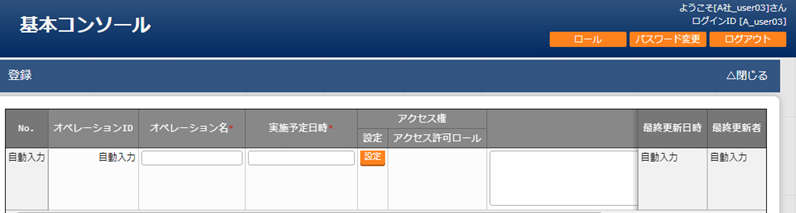 基本コンソール
ようこそ[A社_user03]さん
ログインID [A_user03]
ロール パスワード変更 ログアウト
登録 △閉じる
No. オペレーションID オペレーション名* 実施予定日時* アクセス権 最終更新日時 最終更新者
設定 アクセス許可ロール
自動入力 自動入力 設定 自動入力 自動入力